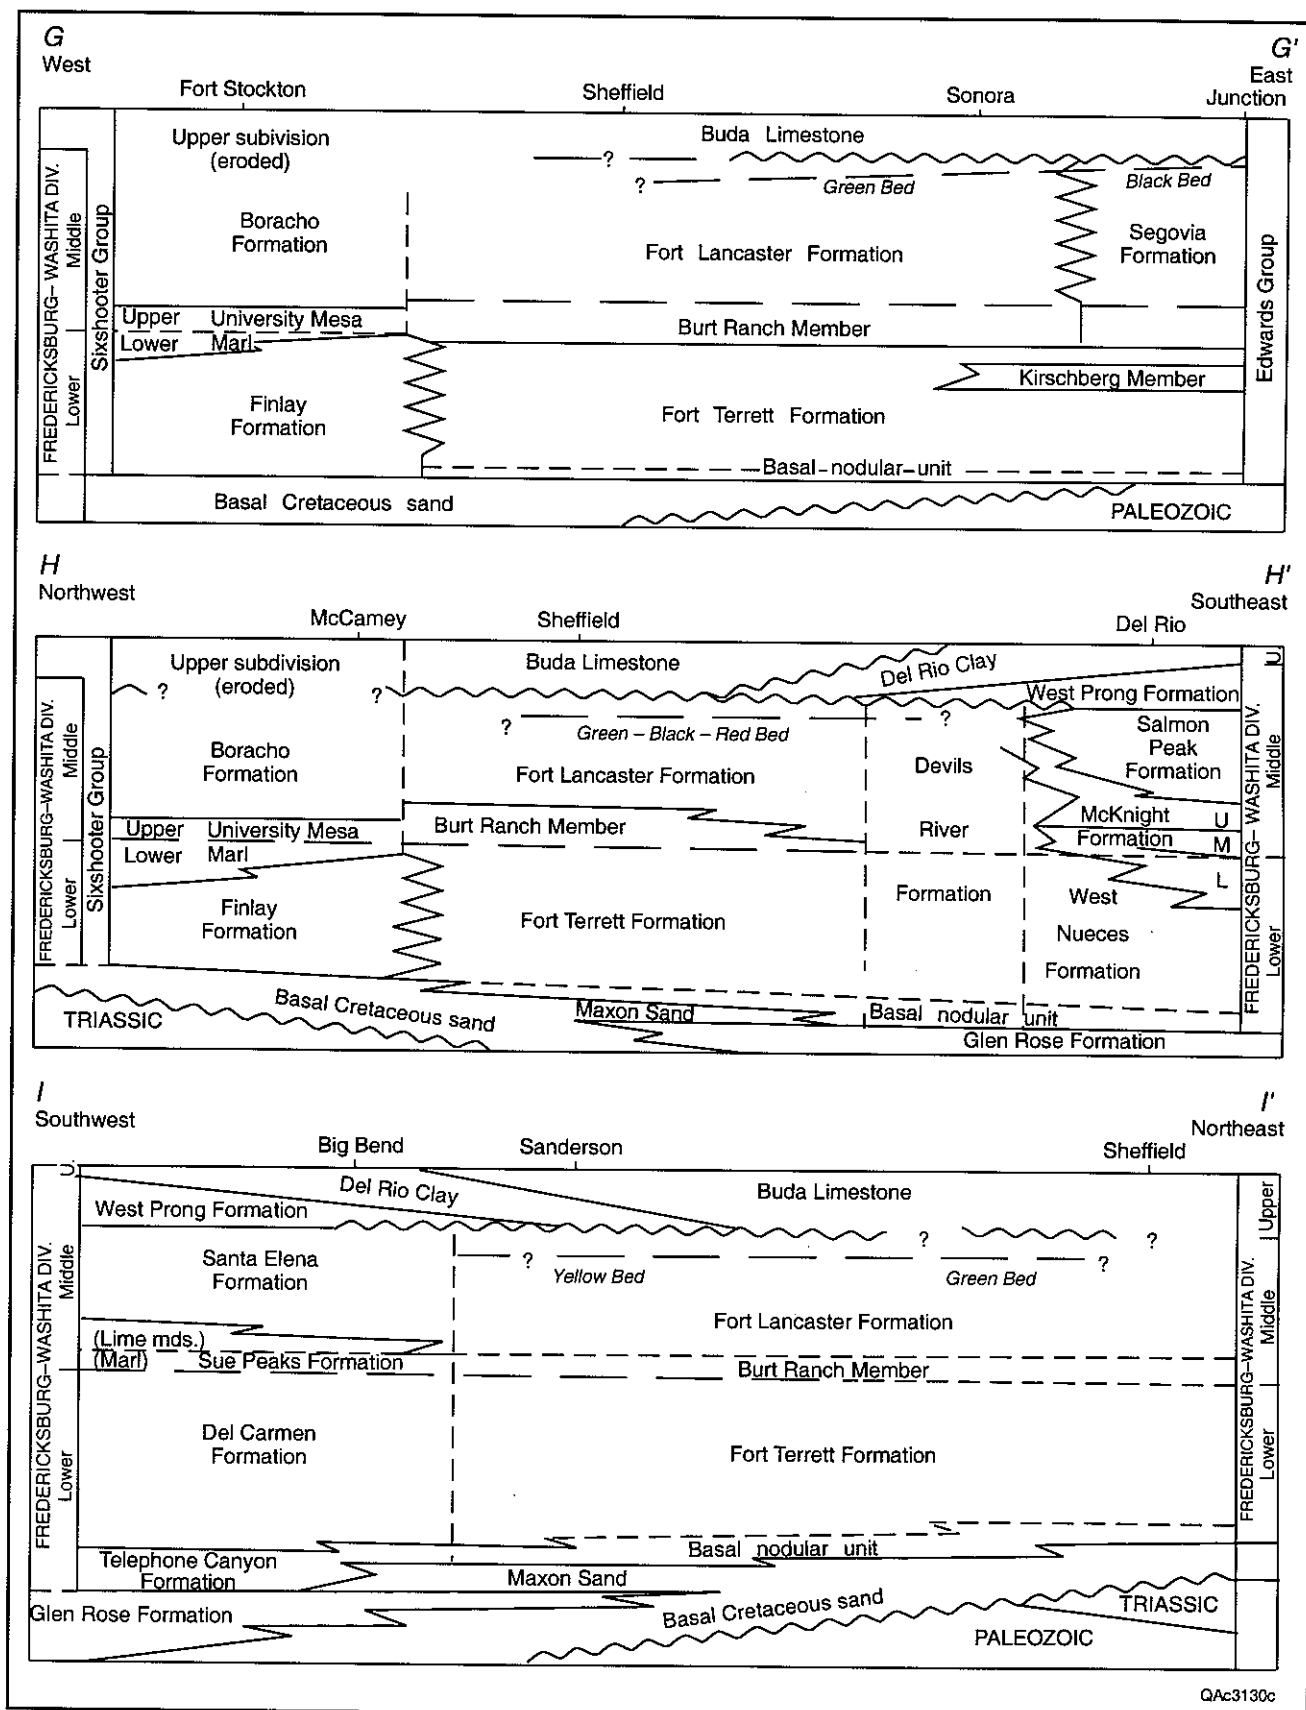 G
West
G'
East
Fort Stockton
Sheffield
Sonora
Junction
Upper subdivision
(eroded)
Buda Limestone
?
?
Green Bed
Black Bed
FREDERICKSBURG–WASHITA DIV.
Middle
Lower
Sixshooter Group
Edwards Group
Boracho
Formation
Fort Lancaster Formation
Segovia
Formation
Upper
University Mesa
Lower
Marl
Burt Ranch Member
Kirschberg Member
Finlay
Formation
Fort Terrett Formation
Basal nodular unit
Basal Cretaceous sand
PALEOZOIC
H
Northwest
H'
Southeast
McCamey
Sheffield
Del Rio
Upper subdivision
(eroded)
Buda Limestone
Del Rio Clay
U
?
?
West Prong Formation
?
Green – Black – Red Bed
?
FREDERICKSBURG–WASHITA DIV.
Middle
Lower
Sixshooter Group
FREDERICKSBURG–WASHITA DIV.
Middle
Lower
Boracho
Formation
Fort Lancaster Formation
Devils
River
Formation
Salmon
Peak
Formation
McKnight
Formation
U
M
L
Upper
University Mesa
Lower
Marl
Burt Ranch Member
Finlay
Formation
Fort Terrett Formation
West
Nueces
Formation
Basal Cretaceous sand
TRIASSIC
Maxon Sand
Basal nodular unit
Glen Rose Formation
I
Southwest
I'
Northeast
Big Bend
Sanderson
Sheffield
U.
Del Rio Clay
Buda Limestone
Upper
West Prong Formation
?
?
?
Yellow Bed
Green Bed
?
FREDERICKSBURG–WASHITA DIV.
Middle
Lower
FREDERICKSBURG–WASHITA DIV.
Middle
Lower
Santa Elena
Formation
Fort Lancaster Formation
(Lime mds.)
(Marl)
Sue Peaks Formation
Burt Ranch Member
Del Carmen
Formation
Fort Terrett Formation
Basal nodular unit
Telephone Canyon
Formation
Maxon Sand
Glen Rose Formation
Basal Cretaceous sand
TRIASSIC
PALEOZOIC
QAc3130c